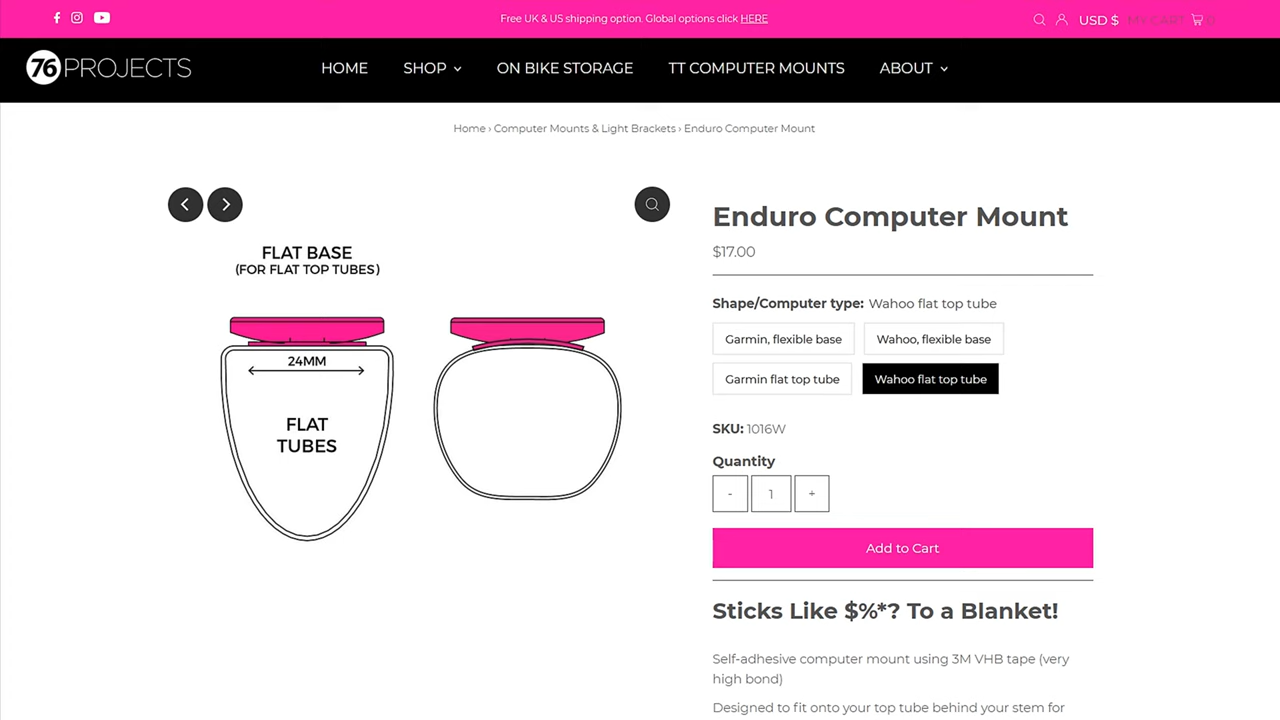 Free UK & US shipping option. Global options click HERE
USD $
MY CART
0
76 PROJECTS
HOME
SHOP
ON BIKE STORAGE
TT COMPUTER MOUNTS
ABOUT
Home › Computer Mounts & Light Brackets › Enduro Computer Mount
FLAT BASE
(FOR FLAT TOP TUBES)
24MM
FLAT
TUBES
Enduro Computer Mount
$17.00
Shape/Computer type: Wahoo flat top tube
Garmin, flexible base
Wahoo, flexible base
Garmin flat top tube
Wahoo flat top tube
SKU: 1016W
Quantity
- 1 +
Add to Cart
Sticks Like $%*? To a Blanket!
Self-adhesive computer mount using 3M VHB tape (very
high bond)
Designed to fit onto your top tube behind your stem for